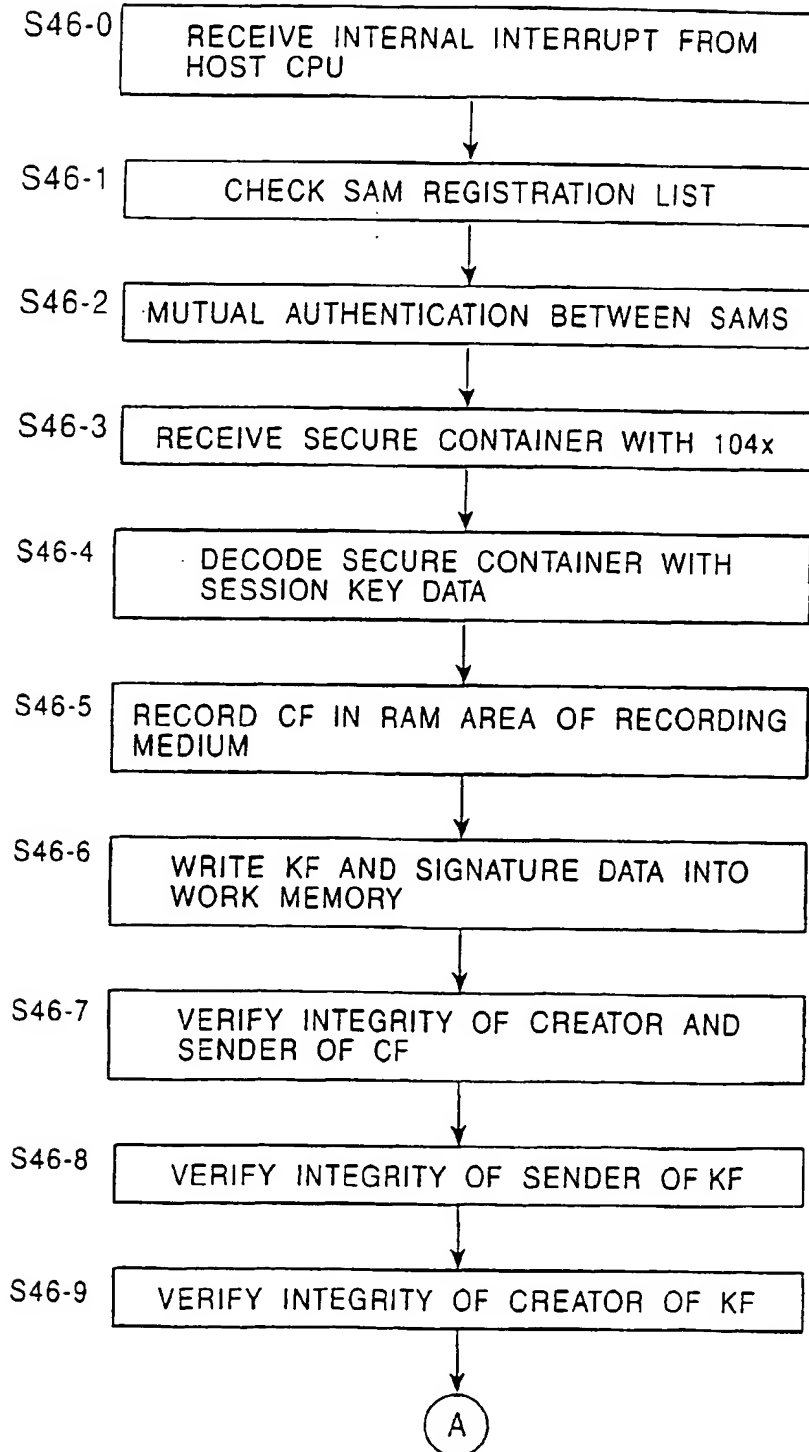 S46-0
RECEIVE INTERNAL INTERRUPT FROM
HOST CPU
S46-1
CHECK SAM REGISTRATION LIST
S46-2
MUTUAL AUTHENTICATION BETWEEN SAMS
S46-3
RECEIVE SECURE CONTAINER WITH 104x
S46-4
DECODE SECURE CONTAINER WITH
SESSION KEY DATA
S46-5
RECORD CF IN RAM AREA OF RECORDING
MEDIUM
S46-6
WRITE KF AND SIGNATURE DATA INTO
WORK MEMORY
S46-7
VERIFY INTEGRITY OF CREATOR AND
SENDER OF CF
S46-8
VERIFY INTEGRITY OF SENDER OF KF
S46-9
VERIFY INTEGRITY OF CREATOR OF KF
A